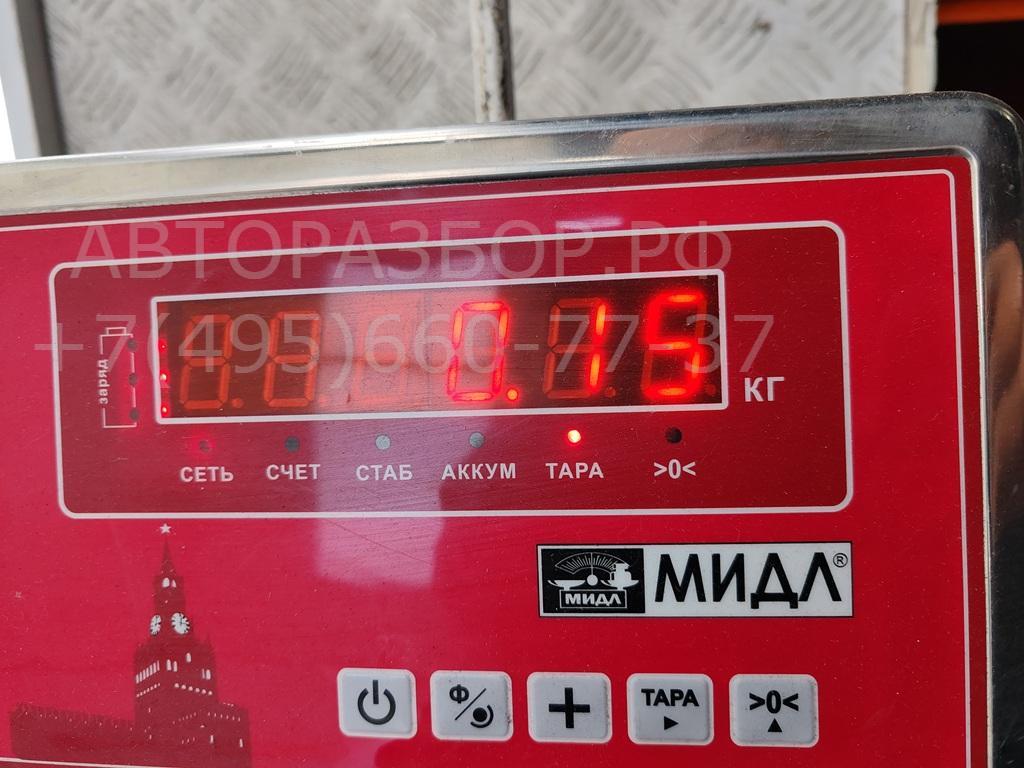 АВТОРАЗБОР.РФ
+7(495)660-77-37
заряд
0.15
КГ
СЕТЬ СЧЕТ СТАБ АККУМ ТАРА >0<
МИДЛ
МИДЛ®
Ф/
+
ТАРА
>0<